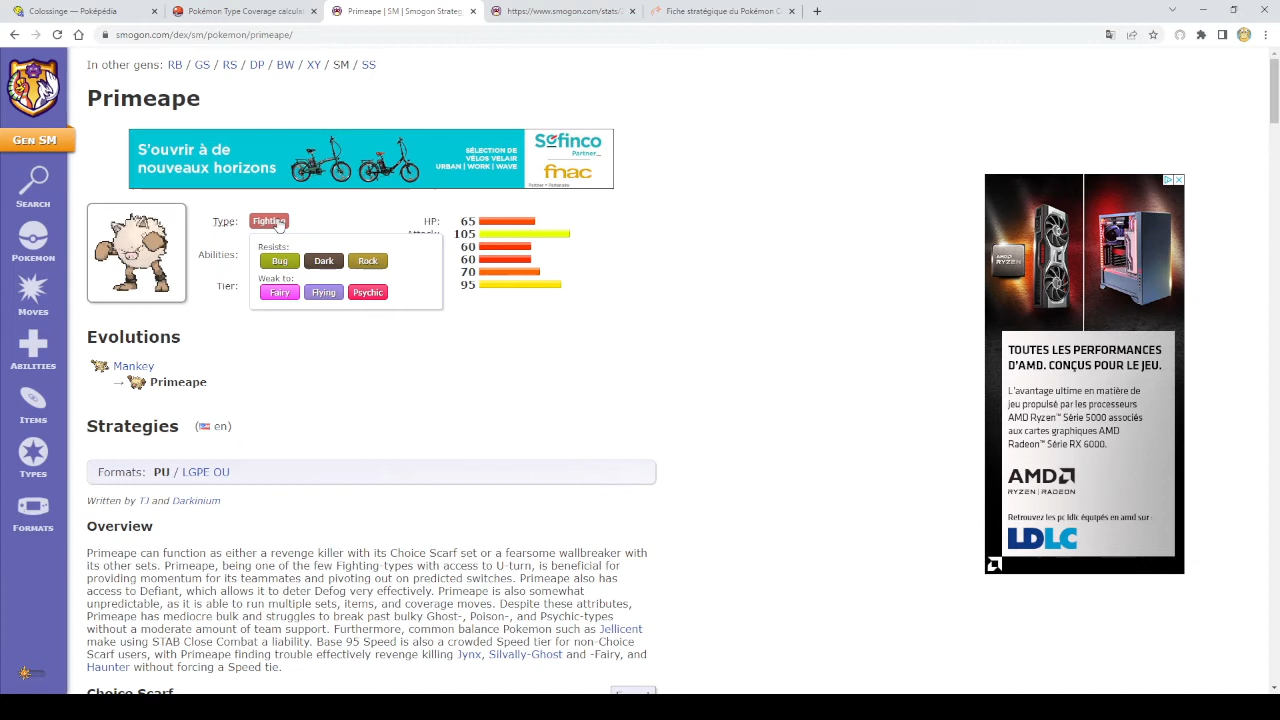 Colossinge — Poképédia
Pokémon Type Coverage calculat
Primeape | SM | Smogon Strateg
https://www.smogon.com/stats/2
Fiche stratégique du Pokémon C
smogon.com/dex/sm/pokemon/primeape/
In other gens: RB / GS / RS / DP / BW / XY / SM / SS
Primeape
GEN SM
SEARCH
POKEMON
MOVES
ABILITIES
ITEMS
TYPES
FORMATS
S'ouvrir à de
nouveaux horizons
SÉLECTION DE
VÉLOS VELAIR
URBAN | WORK | WAVE
Sofinco
Partner
fnac
Type: Fighting
Abilities:
Tier:
Resists:
Bug Dark Rock
Weak to:
Fairy Flying Psychic
HP: 65
Attack: 105
60
60
70
95
Evolutions
Mankey
→ Primeape
Strategies (en)
Formats: PU / LGPE OU
Written by TJ and Darkinium
Overview
Primeape can function as either a revenge killer with its Choice Scarf set or a fearsome wallbreaker with
its other sets. Primeape, being one of the few Fighting-types with access to U-turn, is beneficial for
providing momentum for its teammates and pivoting out on predicted switches. Primeape also has
access to Defiant, which allows it to deter Defog very effectively. Primeape is also somewhat
unpredictable, as it is able to run multiple sets, items, and coverage moves. Despite these attributes,
Primeape has mediocre bulk and struggles to break past bulky Ghost-, Poison-, and Psychic-types
without a moderate amount of team support. Furthermore, common balance Pokemon such as Jellicent
make using STAB Close Combat a liability. Base 95 Speed is also a crowded Speed tier for non-Choice
Scarf users, with Primeape finding trouble effectively revenge killing Jynx, Silvally-Ghost and -Fairy, and
Haunter without forcing a Speed tie.
Choice Scarf
AMD
RYZEN
TOUTES LES PERFORMANCES
D'AMD. CONÇUS POUR LE JEU.
L'avantage ultime en matière de
jeu propulsé par les processeurs
AMD Ryzen™ Série 5000 associés
aux cartes graphiques AMD
Radeon™ Série RX 6000.
AMD
RYZEN | RADEON
Retrouvez les pc ldlc équipés en amd sur
LDLC